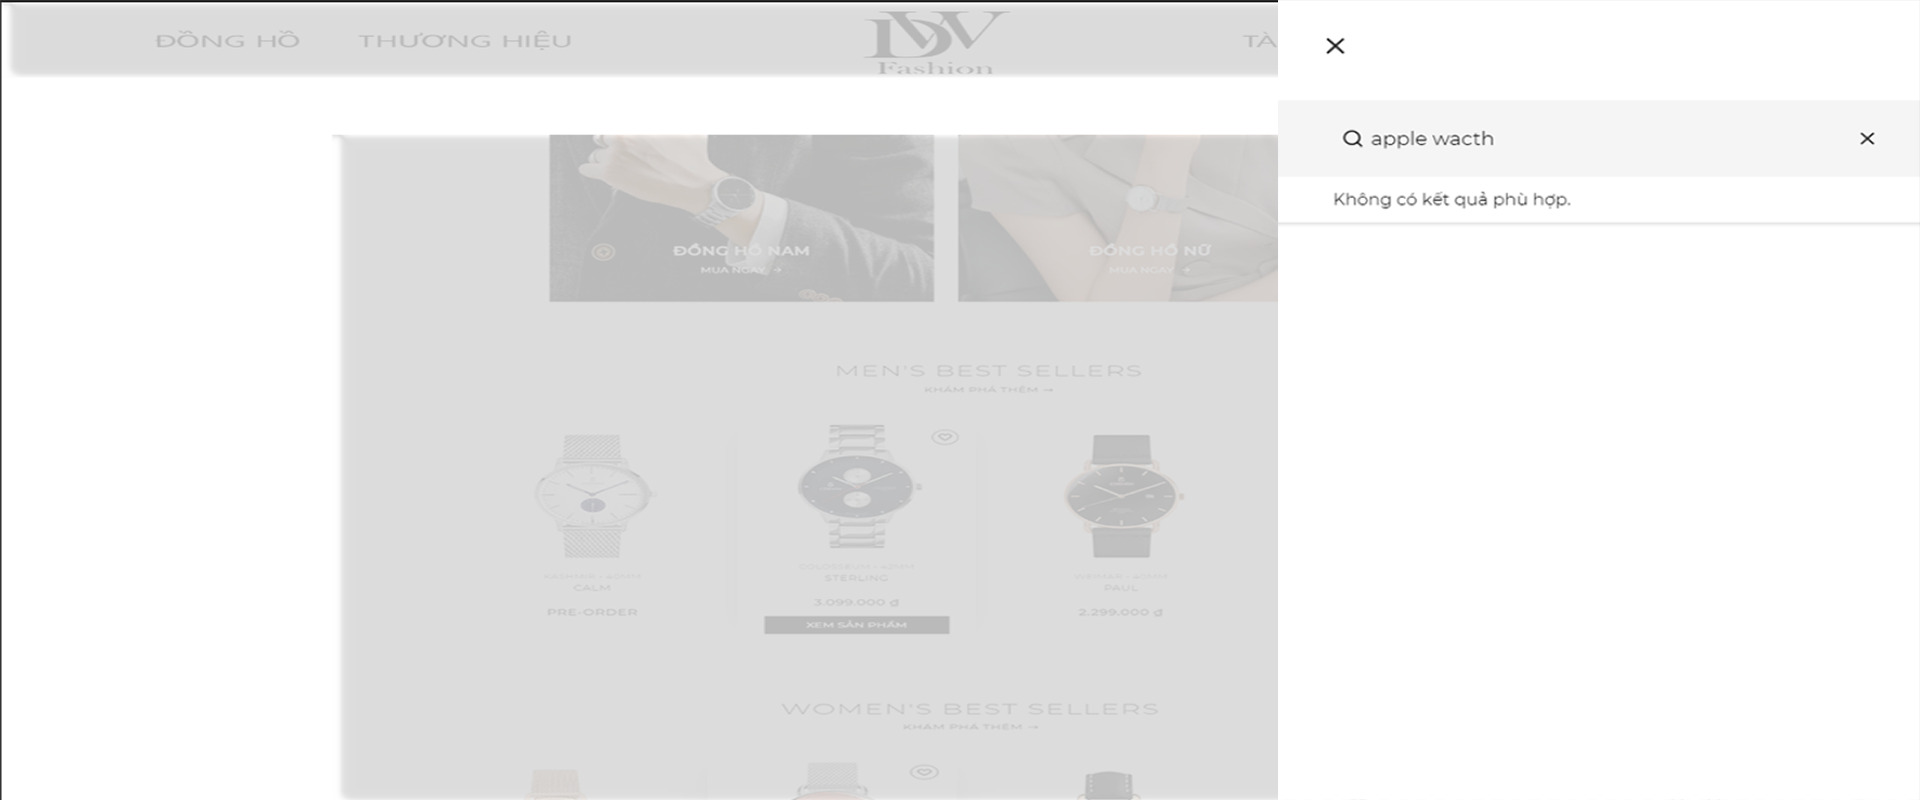 ĐỒNG HỒ
THƯƠNG HIỆU
DW
Fashion
TÀ
apple wacth
Không có kết quả phù hợp.
ĐỒNG HỒ NAM
MUA NGAY →
ĐỒNG HỒ NỮ
MUA NGAY →
MEN'S BEST SELLERS
KHÁM PHÁ THÊM →
KASHMIR • 40MM
CALM
PRE-ORDER
COLOSSEUM • 42MM
STERLING
3.099.000 ₫
XEM SẢN PHẨM
WEIMAR • 40MM
PAUL
2.299.000 ₫
WOMEN'S BEST SELLERS
KHÁM PHÁ THÊM →